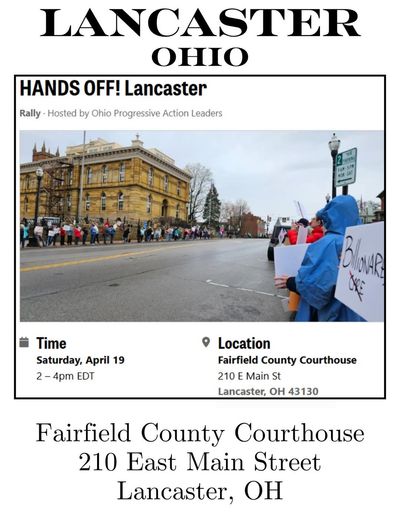 LANCASTER
OHIO
HANDS OFF! Lancaster
Rally · Hosted by Ohio Progressive Action Leaders
BillionARE
Time
Location
Saturday, April 19
Fairfield County Courthouse
2 – 4pm EDT
210 E Main St
Lancaster, OH 43130
Fairfield County Courthouse
210 East Main Street
Lancaster, OH